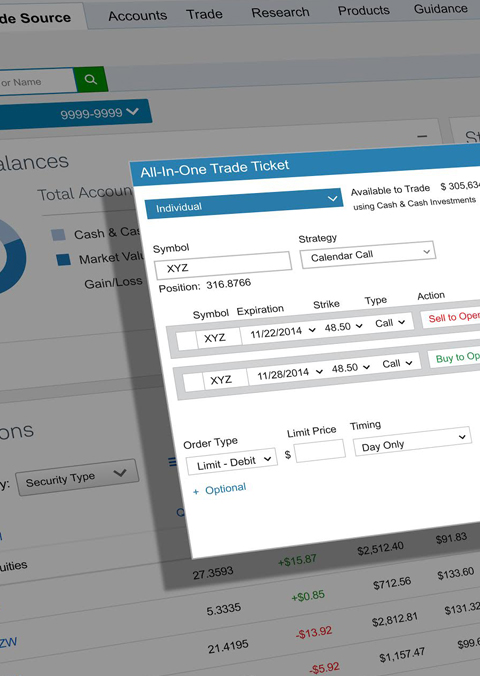 de Source Accounts Trade Research Products Guidance
or Name
9999-9999
alances
St
Total Accoun
Cash & Cas
Market Valu
Gain/Loss
All-In-One Trade Ticket
Individual
Available to Trade $ 305,634
using Cash & Cash Investments
Symbol Strategy
XYZ Calendar Call
Position: 316.8766
Symbol Expiration Strike Type Action
XYZ 11/22/2014 48.50 Call Sell to Open
XYZ 11/28/2014 48.50 Call Buy to Op
Order Type Limit Price Timing
Limit - Debit $ Day Only
+ Optional
ons
y: Security Type
uities
27.3593 +$15.87 $2,512.40 $91.83
5.3335 +$0.85 $712.56 $133.60
ZW 21.4195 -$13.92 $2,812.81 $131.32
-$5.92 $1,157.47 $99.6